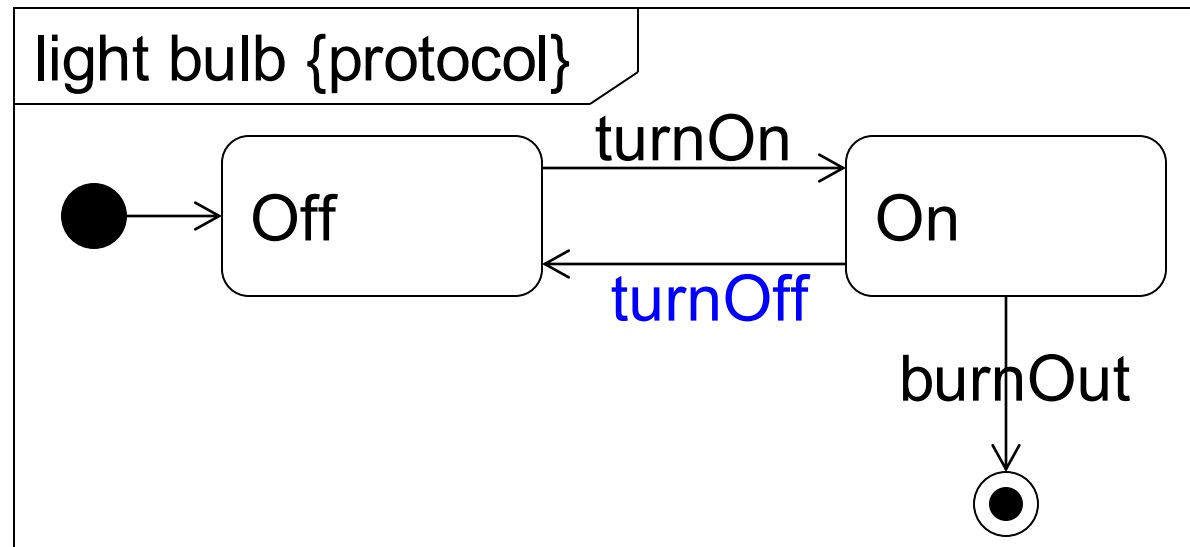 light bulb {protocol}
turnOn
Off
On
turnOff
burnOut